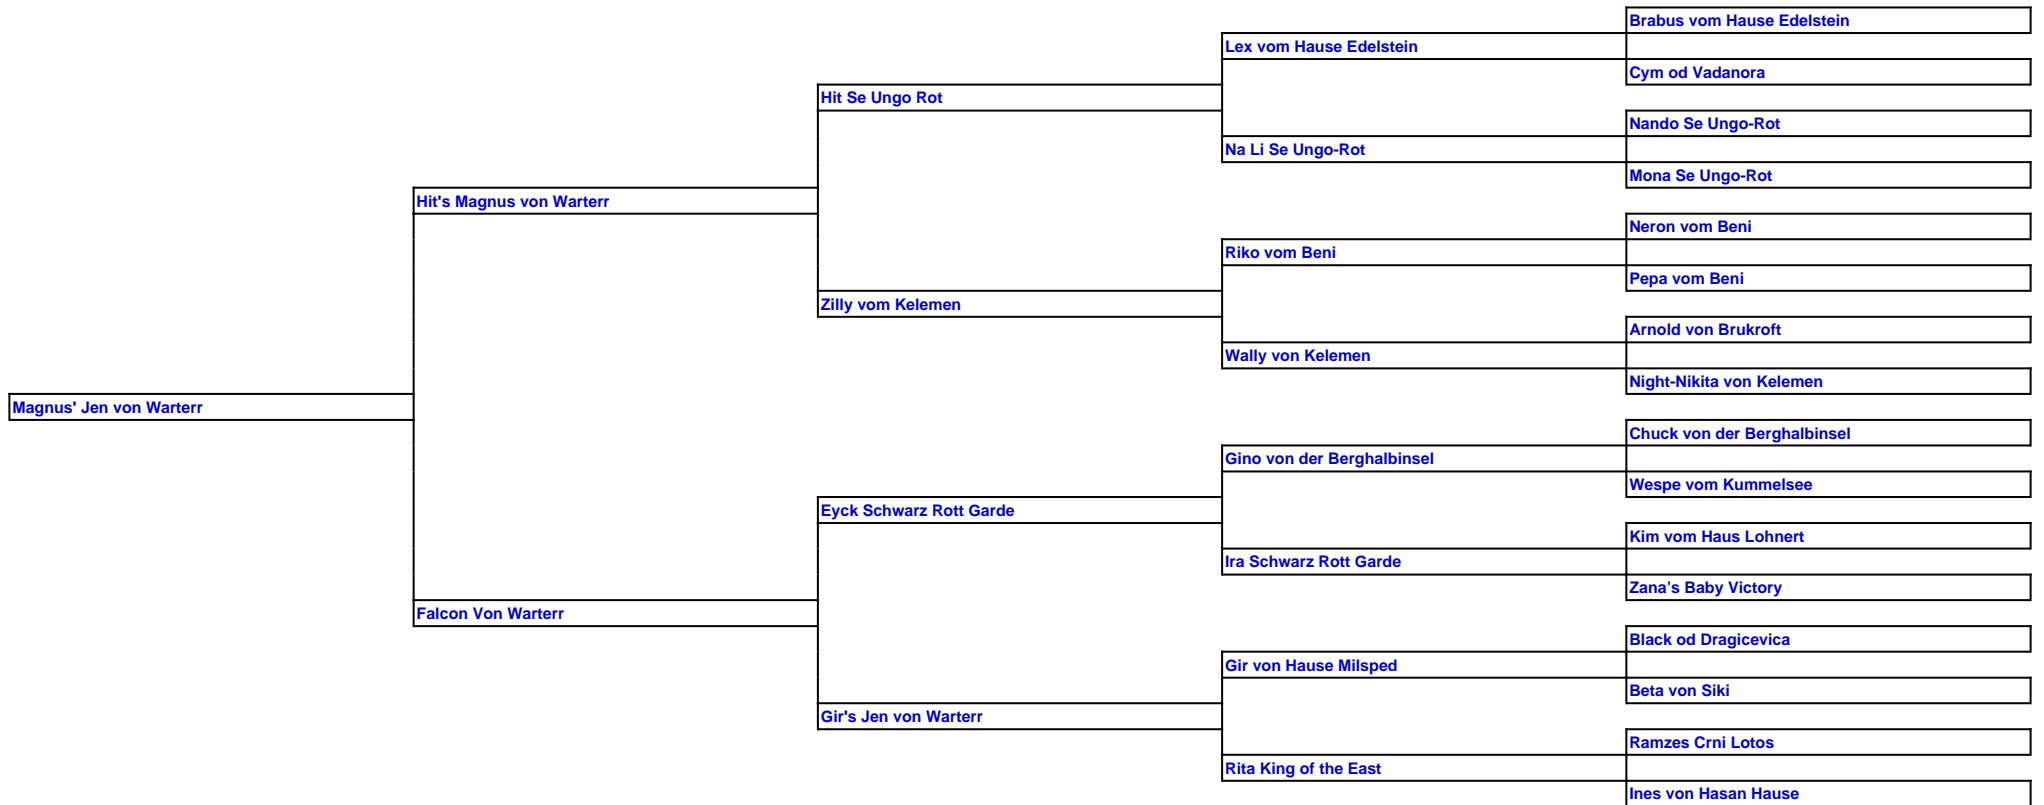 Brabus vom Hause Edelstein
Lex vom Hause Edelstein
Cym od Vadanora
Hit Se Ungo Rot
Nando Se Ungo-Rot
Na Li Se Ungo-Rot
Mona Se Ungo-Rot
Hit's Magnus von Warterr
Neron vom Beni
Riko vom Beni
Pepa vom Beni
Zilly vom Kelemen
Arnold von Brukroft
Wally von Kelemen
Night-Nikita von Kelemen
Magnus' Jen von Warterr
Chuck von der Berghalbinsel
Gino von der Berghalbinsel
Wespe vom Kummelsee
Eyck Schwarz Rott Garde
Kim vom Haus Lohnert
Ira Schwarz Rott Garde
Zana’s Baby Victory
Falcon Von Warterr
Black od Dragicevica
Gir von Hause Milsped
Beta von Siki
Gir's Jen von Warterr
Ramzes Crni Lotos
Rita King of the East
Ines von Hasan Hause